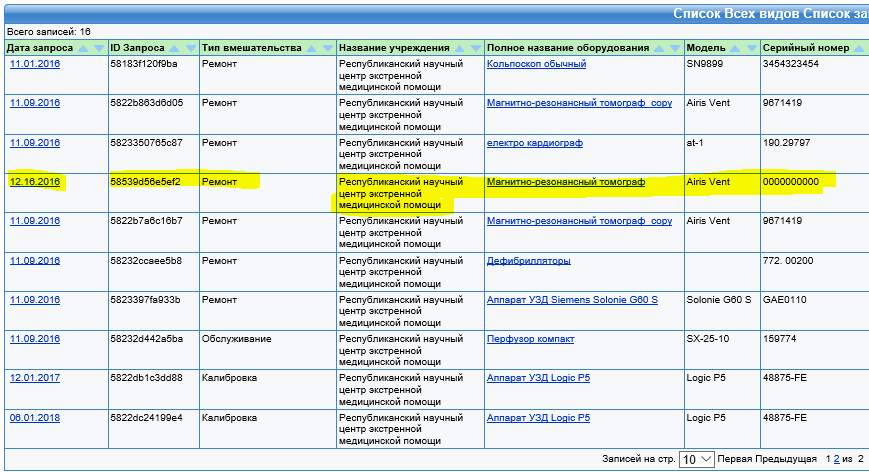 Список Всех видов Список за
Всего записей: 16
Дата запроса ID Запроса Тип вмешательства Название учреждения Полное название оборудования Модель Серийный номер
11.01.2016 58183f120f9ba Ремонт Республиканский научный Кольпоскоп обычный SN9899 3454323454
центр экстренной
медицинской помощи
11.09.2016 5822b863d6d05 Ремонт Республиканский научный Магнитно-резонансный томограф_copy Airis Vent 9671419
центр экстренной
медицинской помощи
11.09.2016 5823350765c87 Ремонт Республиканский научный електро кардиограф at-1 190.29797
центр экстренной
медицинской помощи
12.16.2016 58539d56e5ef2 Ремонт Республиканский научный Магнитно-резонансный томограф Airis Vent 0000000000
центр экстренной
медицинской помощи
11.09.2016 5822b7a6c16b7 Ремонт Республиканский научный Магнитно-резонансный томограф_copy Airis Vent 9671419
центр экстренной
медицинской помощи
11.09.2016 58232ccaee5b8 Ремонт Республиканский научный Дефибрилляторы 772. 00200
центр экстренной
медицинской помощи
11.09.2016 5823397fa933b Ремонт Республиканский научный Аппарат УЗД Siemens Solonie G60 S Solonie G60 S GAE0110
центр экстренной
медицинской помощи
11.09.2016 58232d442a5ba Обслуживание Республиканский научный Перфузор компакт SX-25-10 159774
центр экстренной
медицинской помощи
12.01.2017 5822db1c3dd88 Калибровка Республиканский научный Аппарат УЗД Logic P5 Logic P5 48875-FE
центр экстренной
медицинской помощи
06.01.2018 5822dc24199e4 Калибровка Республиканский научный Аппарат УЗД Logic P5 Logic P5 48875-FE
центр экстренной
медицинской помощи
Записей на стр. 10 Первая Предыдущая 1 2 из 2